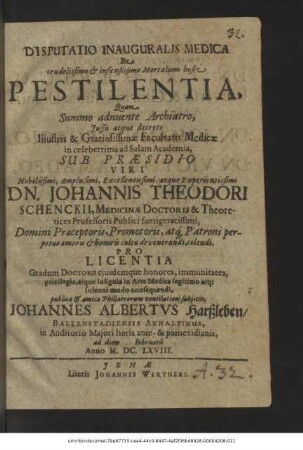 32.
DISPUTATIO INAUGURALIS MEDICA
De
crudelissimo & infensissimo Mortalium hoste
PESTILENTIA,
Quam
Summo adnuente Archiatro,
Jussu atque decreto
Illustris & Gratiosissimæ Facultatis Medicæ
in celeberrima ad Salam Academia,
SUB PRÆSIDIO
VIRI
Nobilissimi, Amplissimi, Excellentissimi, atque Experientissimi
DN. JOHANNIS THEODORI
SCHENCKII, MEDICINÆ DOCTORIS & Theore-
tices Professoris Publici famigeratissimi,
Domini Præceptoris, Promotoris, atq; Patroni per-
petuo amoris & honoris cultu devenerandi, colendi,
PRO
LICENTIA
Gradum Doctoris ejusdemque honores, immunitates,
privilegia, atque insignia in Arte Medica legitimo atq;
solenni modo consequendi,
publicæ & amicæ Philiatrorum ventilationi subjicit,
JOHANNES ALBERTUS Harßleben/
BALLENSTADIENSIS ANHALTINUS,
in Auditorio Majori horis ante- & pomeridianis,
ad diem Februarii
Anno M. DC. LXVIII.
JENÆ
Literis JOHANNIS WERTHERI.
A. 32.